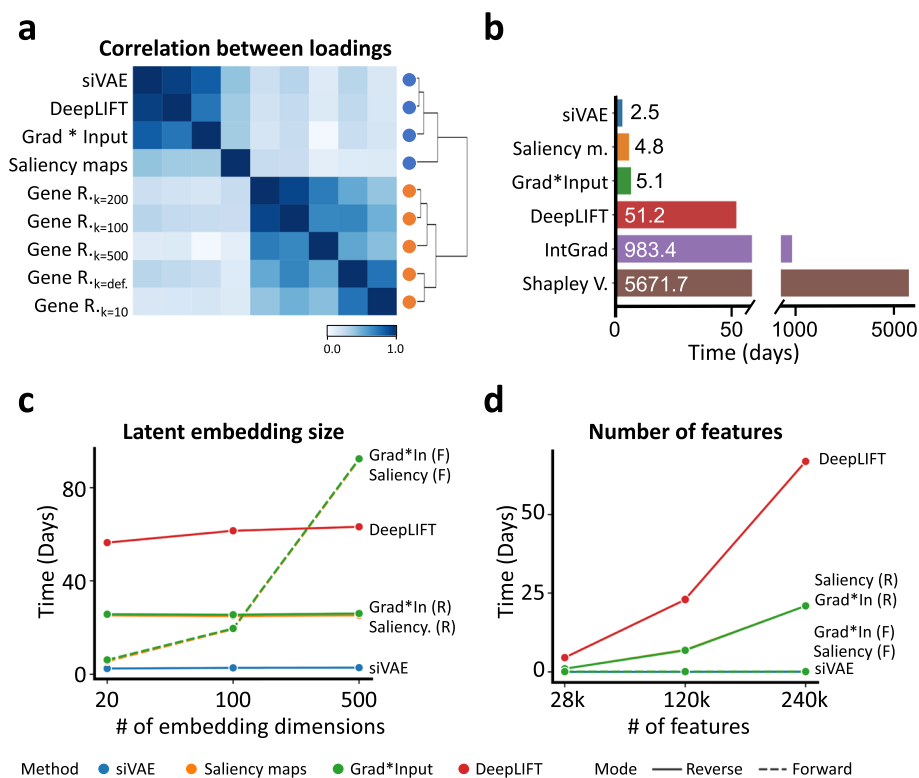 a
Correlation between loadings
siVAE
DeepLIFT
Grad * Input
Saliency maps
Gene R.k=200
Gene R.k=100
Gene R.k=500
Gene R.k=def.
Gene R.k=10
0.0 1.0
b
siVAE 2.5
Saliency m. 4.8
Grad*Input 5.1
DeepLIFT 51.2
IntGrad 983.4
Shapley V. 5671.7
0 50 1000 5000
Time (days)
c
Latent embedding size
Time (Days)
80
40
0
Grad*In (F)
Saliency (F)
DeepLIFT
Grad*In (R)
Saliency. (R)
siVAE
20 100 500
# of embedding dimensions
d
Number of features
Time (Days)
50
25
0
DeepLIFT
Saliency (R)
Grad*In (R)
Grad*In (F)
Saliency (F)
siVAE
28k 120k 240k
# of features
Method siVAE Saliency maps Grad*Input DeepLIFT Mode Reverse Forward